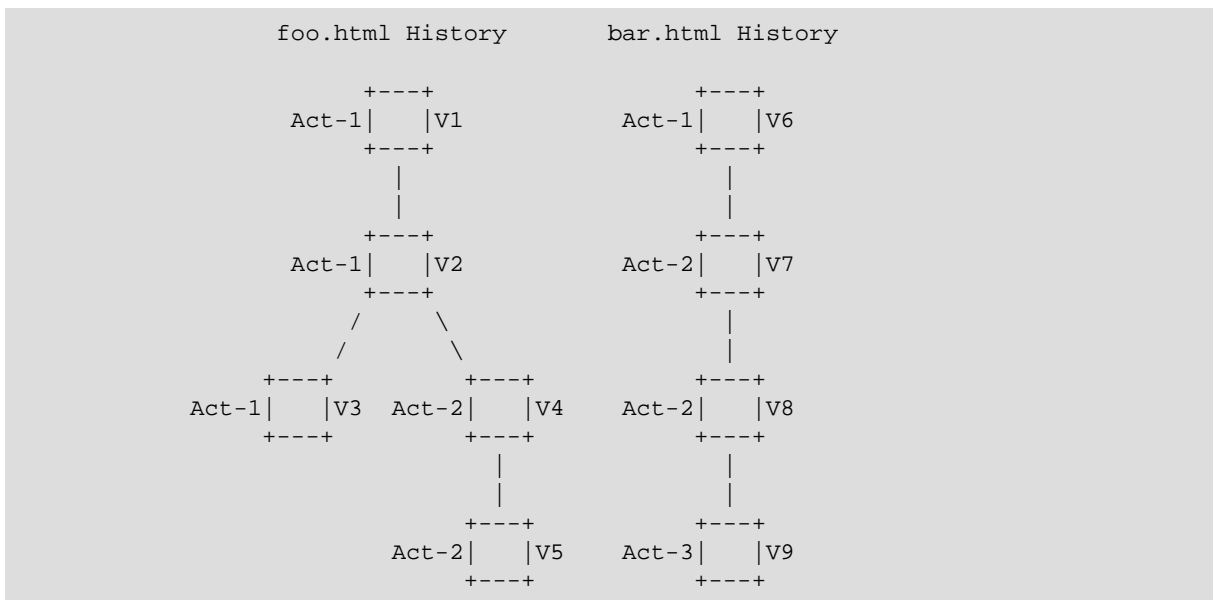 foo.html History       bar.html History
      +---+                  +---+
 Act-1|   |V1           Act-1|   |V6
      +---+                  +---+
        |                      |
        |                      |
      +---+                  +---+
 Act-1|   |V2           Act-2|   |V7
      +---+                  +---+
     /     \                   |
    /       \                  |
+---+        +---+           +---+
Act-1|   |V3  Act-2|   |V4    Act-2|   |V8
+---+        +---+           +---+
               |               |
               |               |
             +---+           +---+
        Act-2|   |V5    Act-3|   |V9
             +---+           +---+